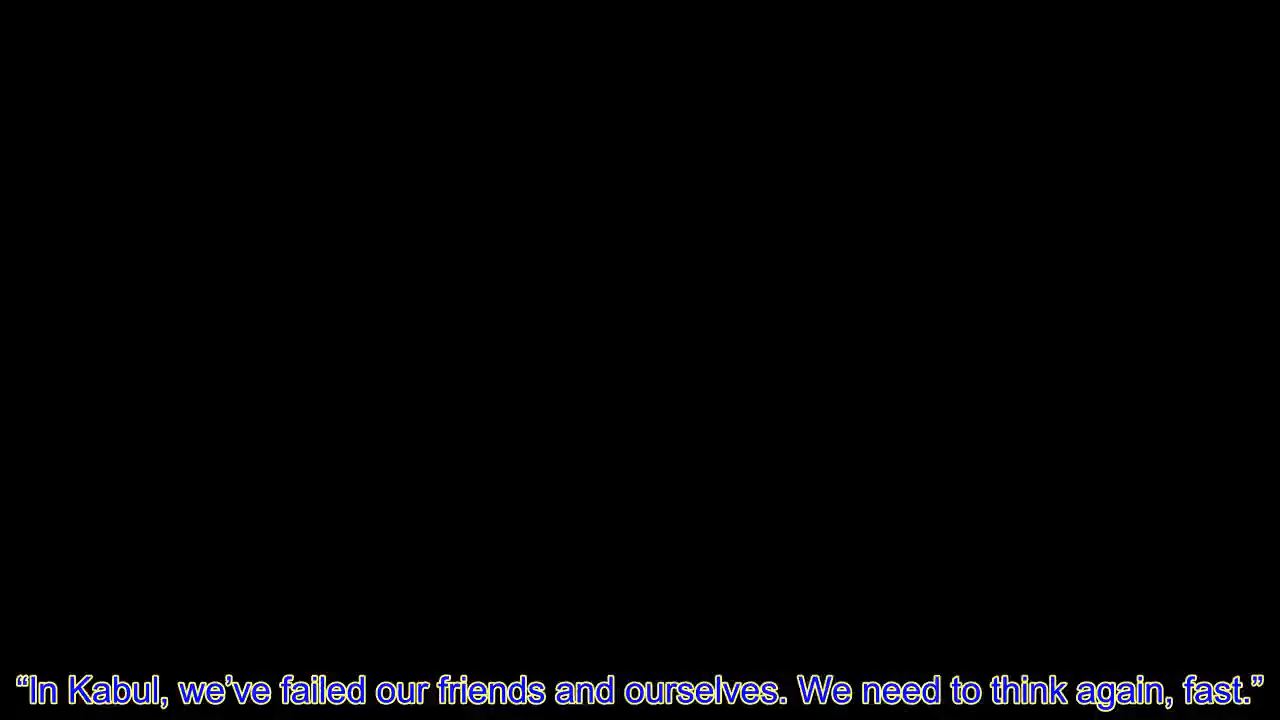 “In Kabul, we’ve failed our friends and ourselves. We need to think again, fast.”